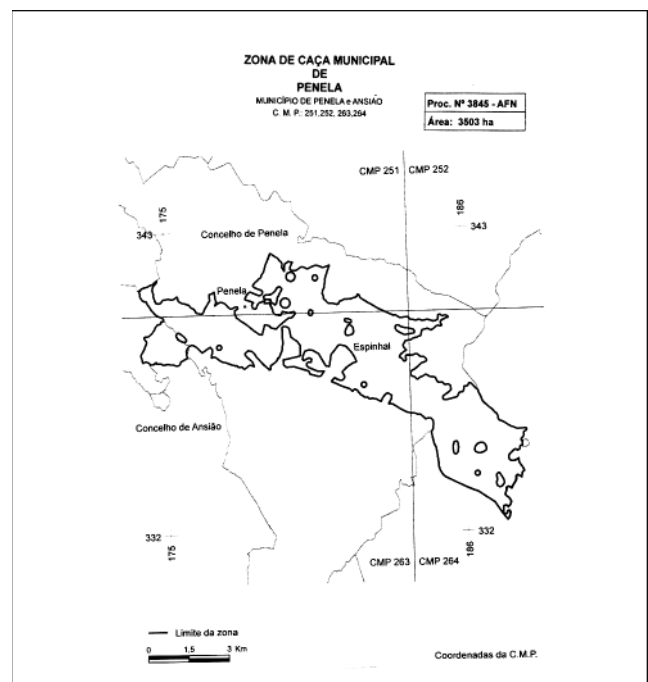 ZONA DE CAÇA MUNICIPAL
DE
PENELA
MUNICÍPIO DE PENELA e ANSIÃO
C. M. P.: 251,252, 263,264
Proc. Nº 3845 - AFN
Área: 3503 ha
CMP 251
CMP 252
175
186
343
343
Concelho de Penela
Penela
Espinhal
Concelho de Ansião
332
332
175
186
CMP 263
CMP 264
Limite da zona
0 1,5 3 Km
Coordenadas da C.M.P.